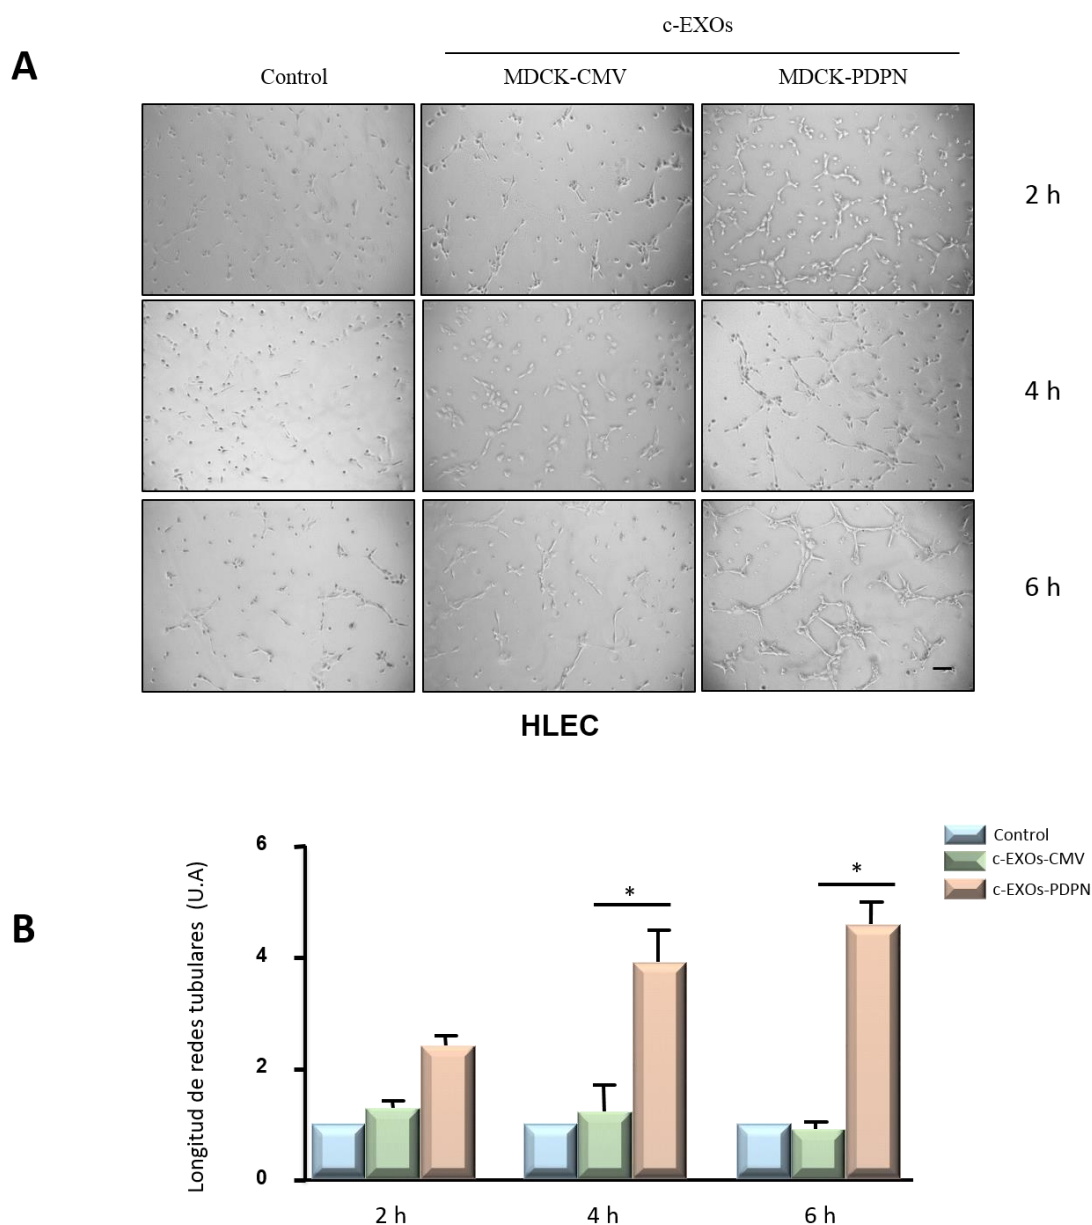 c-EXOs
A
Control MDCK-CMV MDCK-PDPN
2 h
4 h
6 h
HLEC
B
Longitud de redes tubulares (U.A)
6
4
2
0
*
*
2 h 4 h 6 h
Control
c-EXOs-CMV
c-EXOs-PDPN